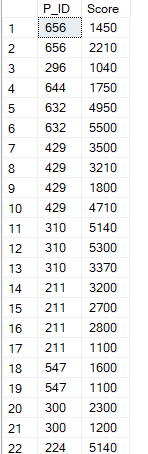 P_ID Score
1 656 1450
2 656 2210
3 296 1040
4 644 1750
5 632 4950
6 632 5500
7 429 3500
8 429 3210
9 429 1800
10 429 4710
11 310 5140
12 310 5300
13 310 3370
14 211 3200
15 211 2700
16 211 2800
17 211 1100
18 547 1600
19 547 1100
20 300 2300
21 300 1200
22 224 5140